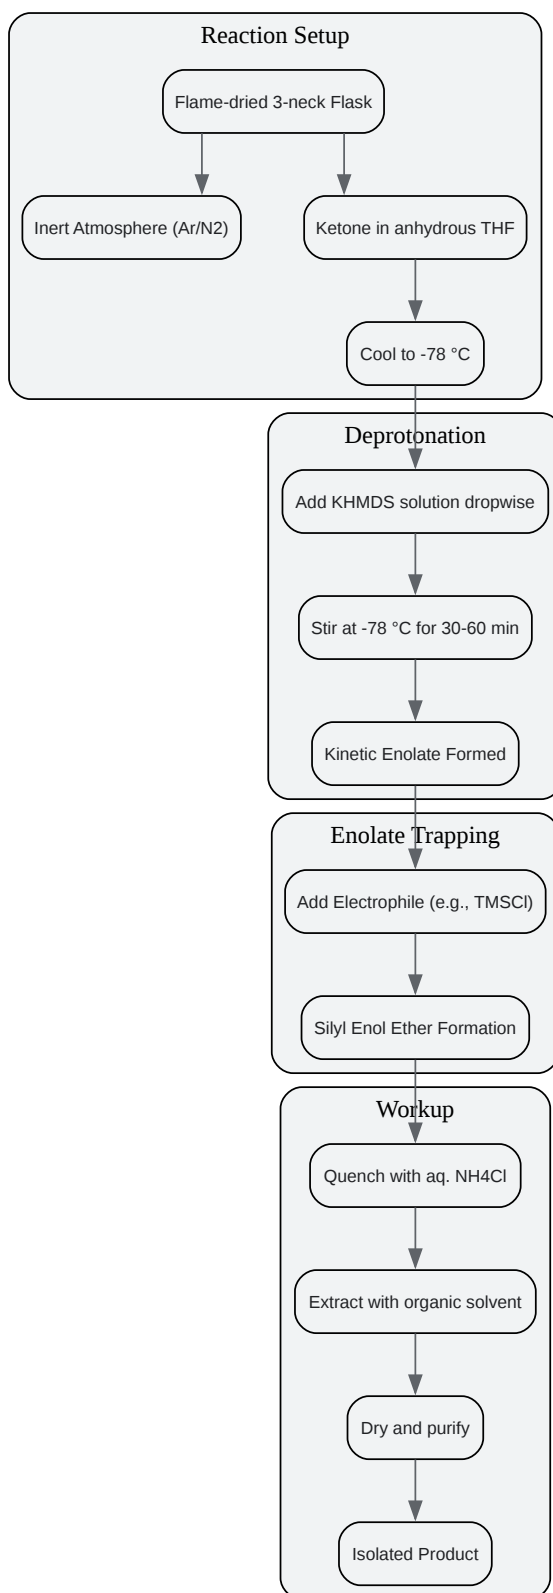 Reaction Setup
Flame-dried 3-neck Flask
Inert Atmosphere (Ar/N2)
Ketone in anhydrous THF
Cool to -78 °C
Deprotonation
Add KHMDS solution dropwise
Stir at -78 °C for 30-60 min
Kinetic Enolate Formed
Enolate Trapping
Add Electrophile (e.g., TMSCl)
Silyl Enol Ether Formation
Workup
Quench with aq. NH4Cl
Extract with organic solvent
Dry and purify
Isolated Product